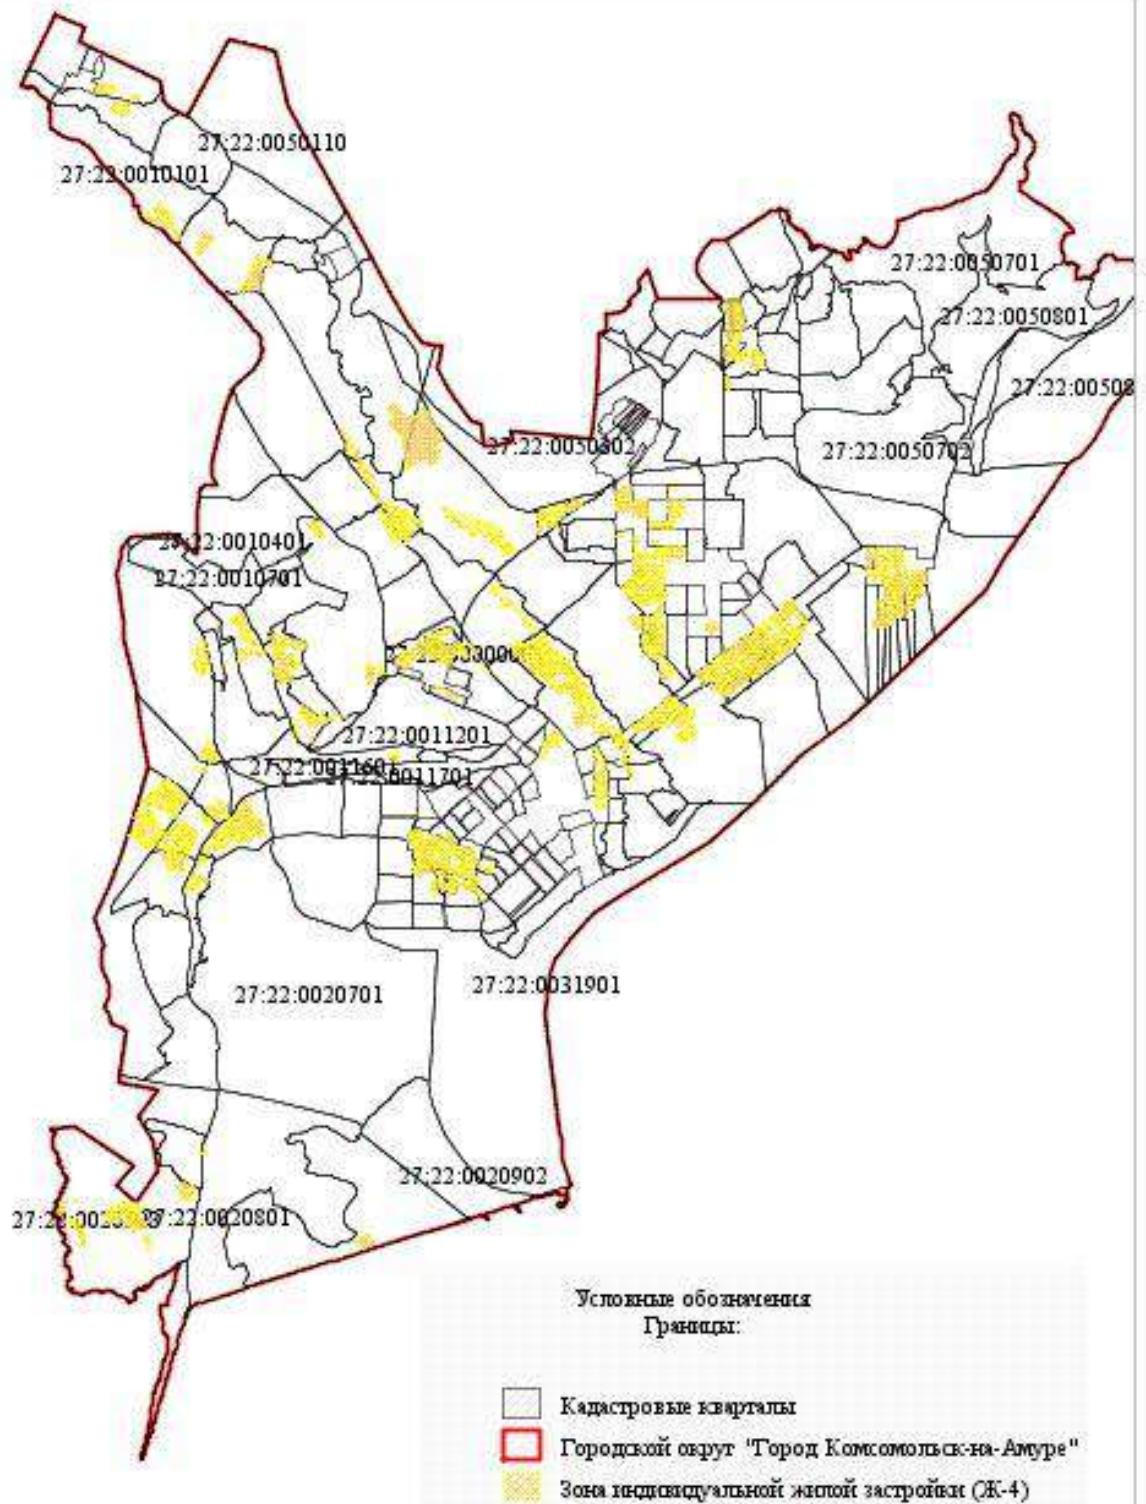 27:22:0050110
27:22:0010101
27:22:0050701
27:22:0050801
27:22:00508
27:22:0050702
27:22:0010401
27:22:0010701
27:22:0011201
27:22:0011701
27:22:0031901
27:22:0020701
27:22:0020902
27:22:0020801
Условные обозначения
Границы:
Кадастровые кварталы
Городской округ "Город Комсомольск-на-Амуре"
Зона индивидуальной жилой застройки (Ж-4)